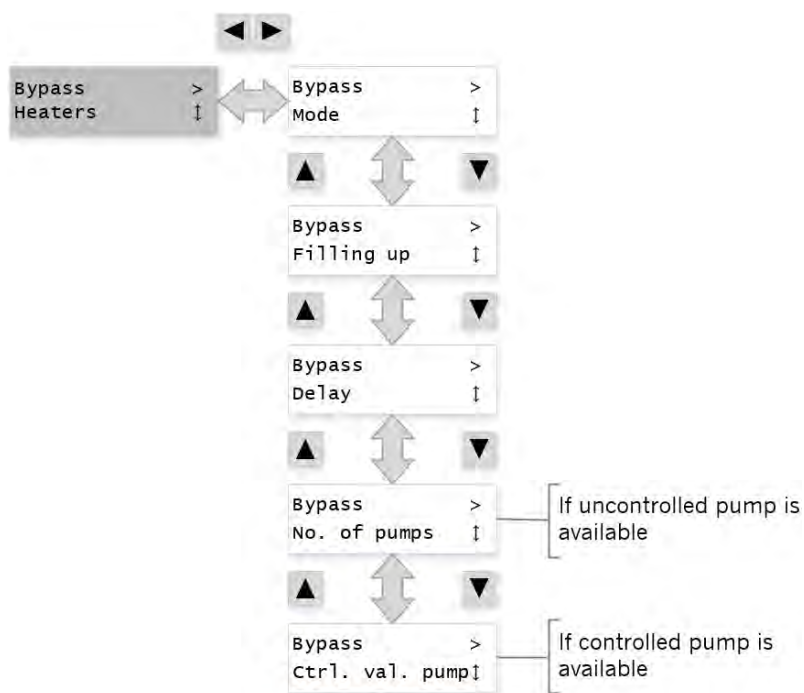 ◀ ▶
Bypass >
Heaters ↕
Bypass >
Mode ↕
▲ ▼
Bypass >
Filling up ↕
▲ ▼
Bypass >
Delay ↕
▲ ▼
Bypass >
No. of pumps ↕
If uncontrolled pump is
available
▲ ▼
Bypass >
Ctrl. val. pump↕
If controlled pump is
available